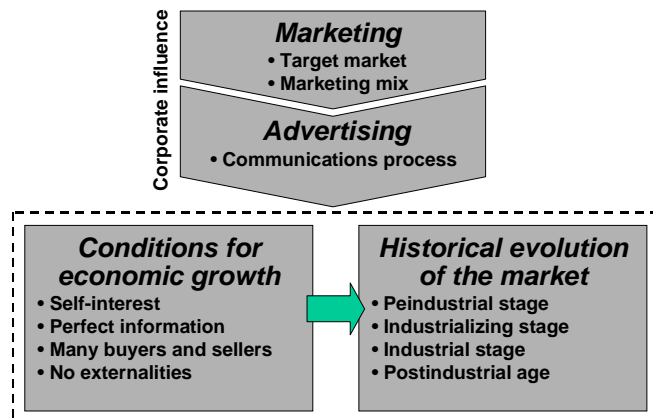 Corporate influence
Marketing
• Target market
• Marketing mix
Advertising
• Communications process
Conditions for
economic growth
• Self-interest
• Perfect information
• Many buyers and sellers
• No externalities
Historical evolution
of the market
• Peindustrial stage
• Industrializing stage
• Industrial stage
• Postindustrial age